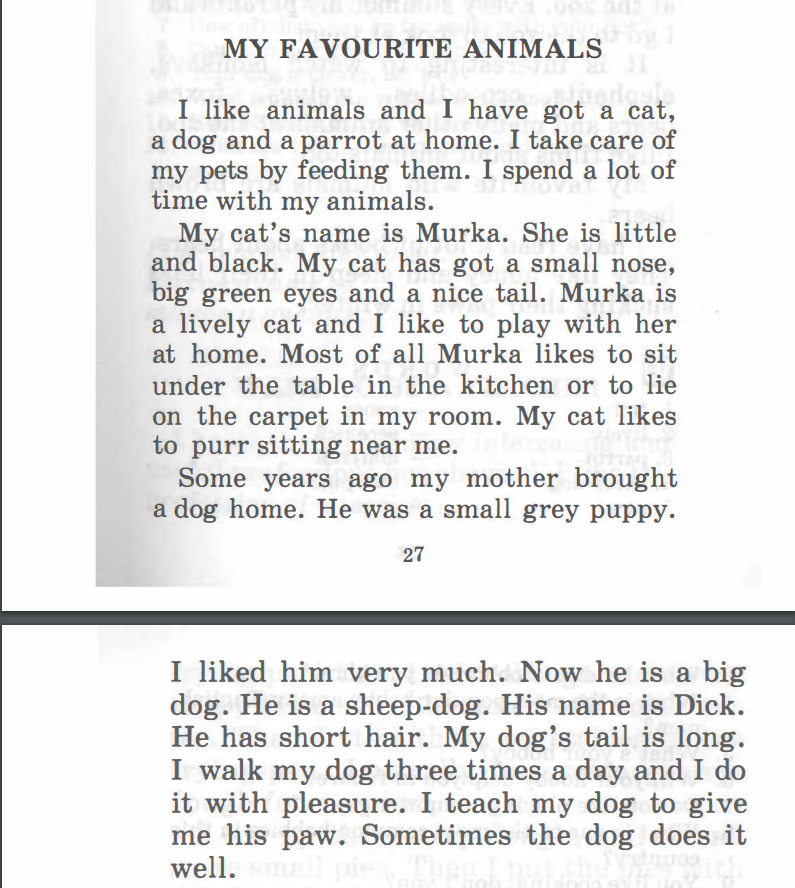 MY FAVOURITE ANIMALS
I like animals and I have got a cat,
a dog and a parrot at home. I take care of
my pets by feeding them. I spend a lot of
time with my animals.
My cat's name is Murka. She is little
and black. My cat has got a small nose,
big green eyes and a nice tail. Murka is
a lively cat and I like to play with her
at home. Most of all Murka likes to sit
under the table in the kitchen or to lie
on the carpet in my room. My cat likes
to purr sitting near me.
Some years ago my mother brought
a dog home. He was a small grey puppy.
27
I liked him very much. Now he is a big
dog. He is a sheep-dog. His name is Dick.
He has short hair. My dog's tail is long.
I walk my dog three times a day and I do
it with pleasure. I teach my dog to give
me his paw. Sometimes the dog does it
well.